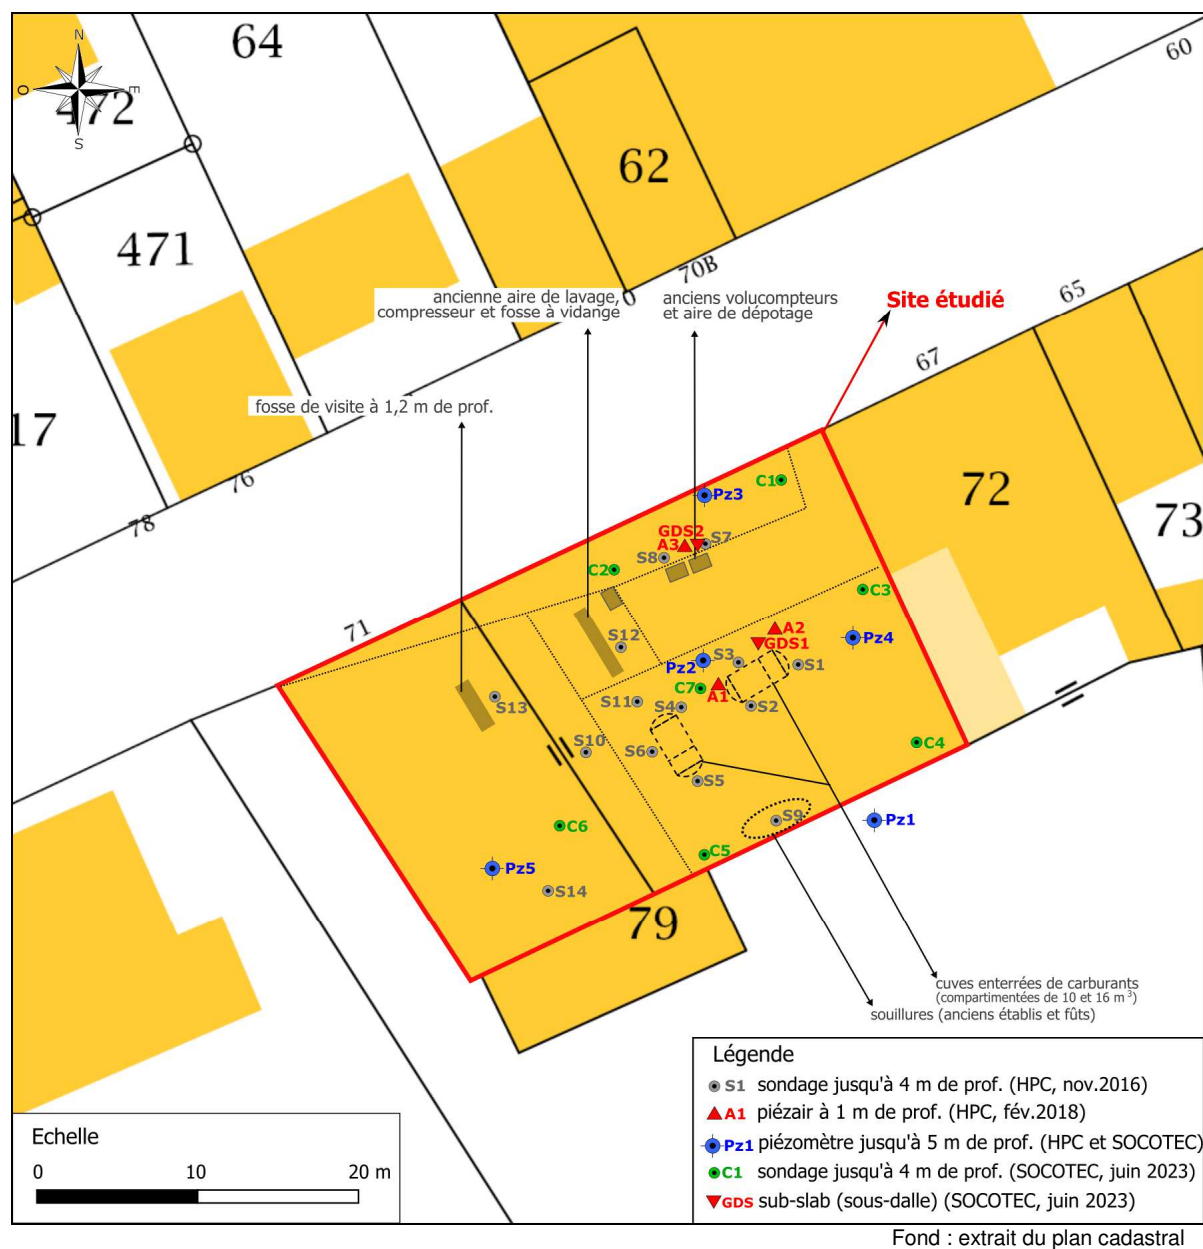 N
O
E
S
64
472
62
60
471
70B
0
ancienne aire de lavage,
compresseur et fosse à vidange
anciens volucompteurs
et aire de dépotage
Site étudié
65
67
fosse de visite à 1,2 m de prof.
17
76
78
72
73
71
C1
Pz3
GDS2
A3
S7
S8
C2
C3
A2
Pz4
GDS1
S12
S3
Pz2
S1
C7
A1
S13
S11
S4
S2
S10
S6
C4
S5
S9
Pz1
C6
C5
Pz5
S14
79
cuves enterrées de carburants
(compartimentées de 10 et 16 m³)
souillures (anciens établis et fûts)
Légende
S1 sondage jusqu'à 4 m de prof. (HPC, nov.2016)
A1 piézair à 1 m de prof. (HPC, fév.2018)
Pz1 piézomètre jusqu'à 5 m de prof. (HPC et SOCOTEC)
C1 sondage jusqu'à 4 m de prof. (SOCOTEC, juin 2023)
GDS sub-slab (sous-dalle) (SOCOTEC, juin 2023)
Echelle
0 10 20 m
Fond : extrait du plan cadastral